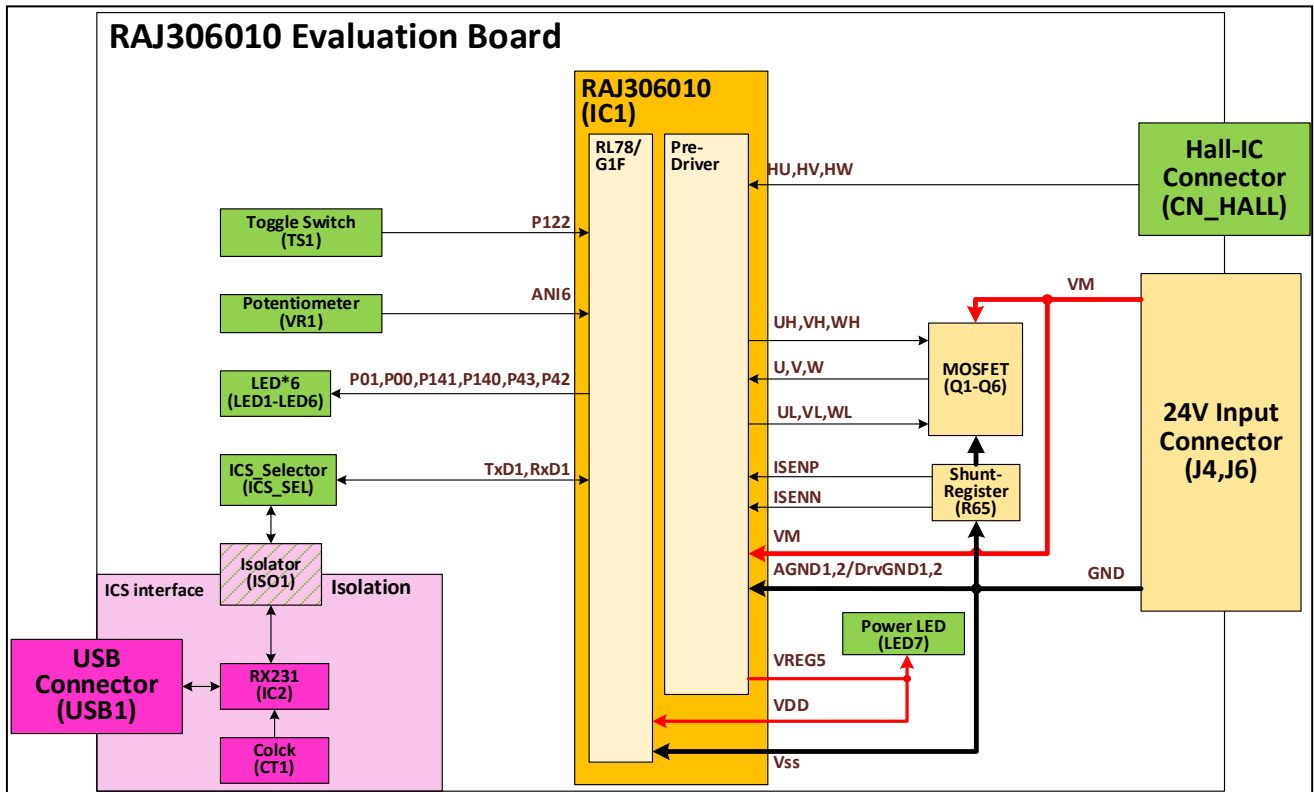 RAJ306010 Evaluation Board
RAJ306010
(IC1)
RL78/
G1F
Pre-
Driver
Hall-IC
Connector
(CN_HALL)
HU,HV,HW
Toggle Switch
(TS1)
P122
Potentiometer
(VR1)
ANI6
LED*6
(LED1-LED6)
P01,P00,P141,P140,P43,P42
ICS_Selector
(ICS_SEL)
TxD1,RxD1
Isolator
(ISO1)
ICS interface
Isolation
USB
Connector
(USB1)
RX231
(IC2)
Colck
(CT1)
VM
UH,VH,WH
U,V,W
UL,VL,WL
MOSFET
(Q1-Q6)
ISENP
ISENN
Shunt-
Register
(R65)
24V Input
Connector
(J4,J6)
VM
AGND1,2/DrvGND1,2
GND
Power LED
(LED7)
VREG5
VDD
Vss